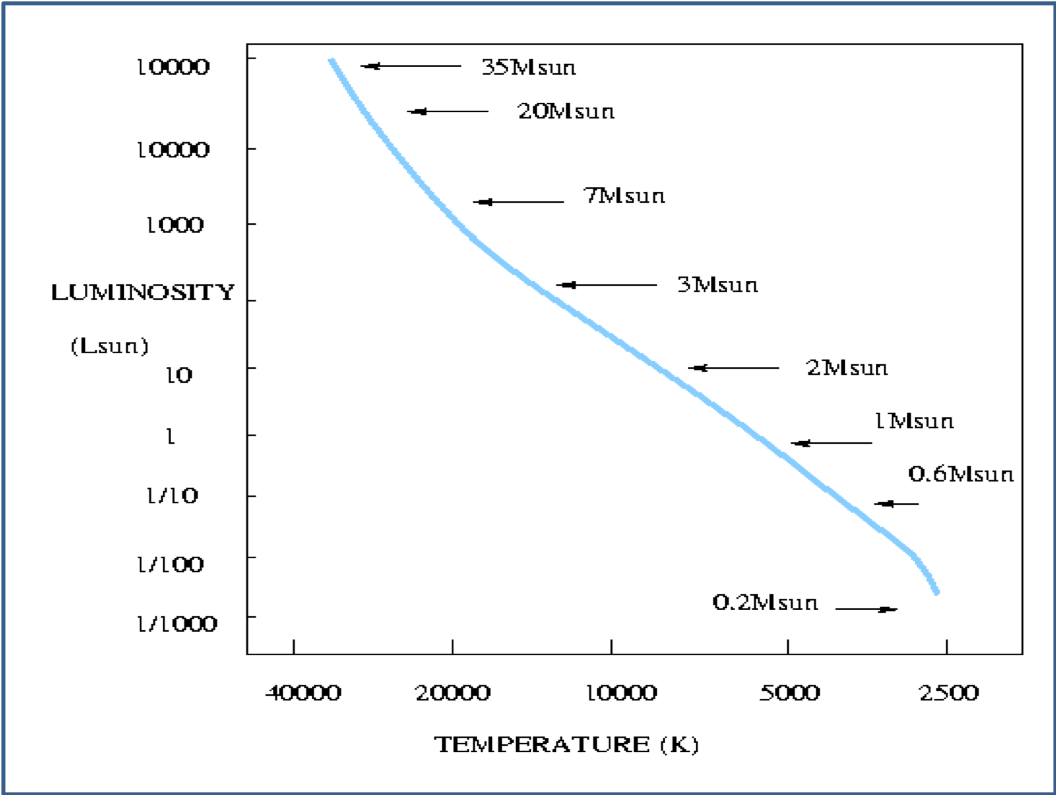 10000
35Msun
20Msun
10000
7Msun
1000
3Msun
LUMINOSITY
(Lsun)
2Msun
10
1Msun
1
0.6Msun
1/10
1/100
0.2Msun
1/1000
40000 20000 10000 5000 2500
TEMPERATURE (K)